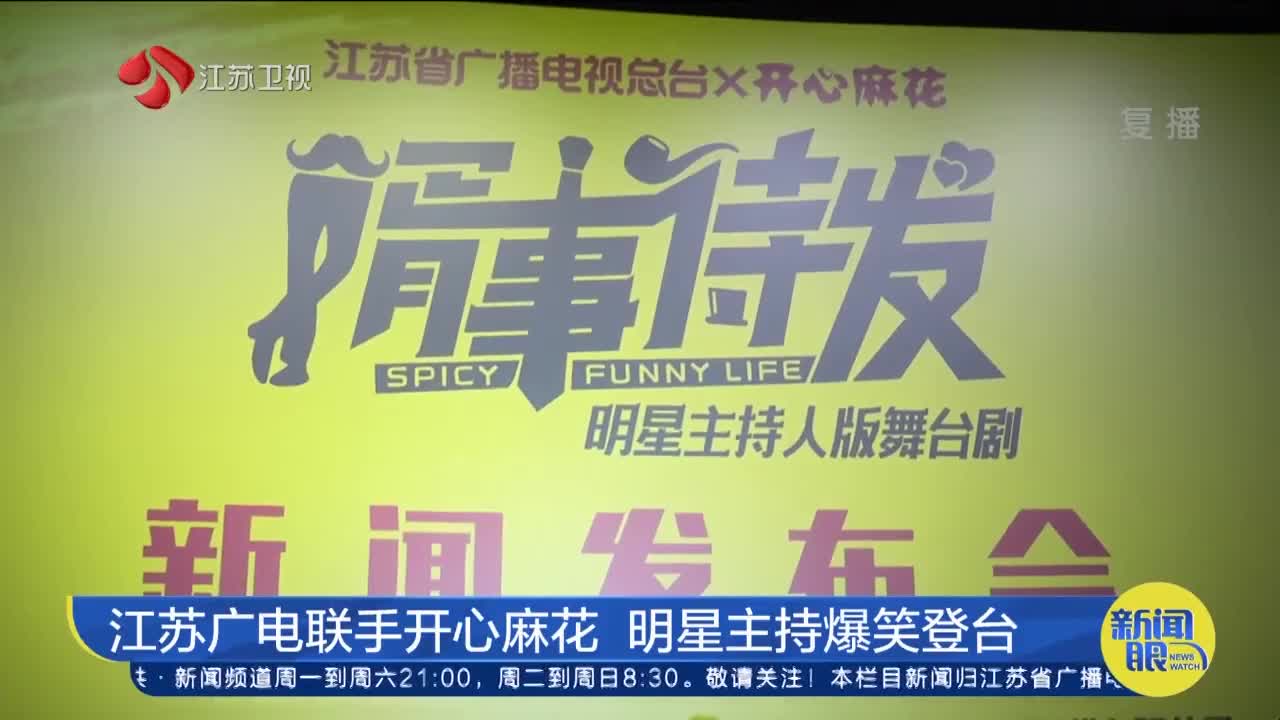 江苏卫视
江苏省广播电视总台X开心麻花
复播
婿事待发
SPICY FUNNY LIFE
明星主持人版舞台剧
新闻发布会
江苏广电联手开心麻花 明星主持爆笑登台
新闻眼
NEWS WATCH
· 新闻频道周一到周六21:00，周二到周日8:30。敬请关注！本栏目新闻归江苏省广播